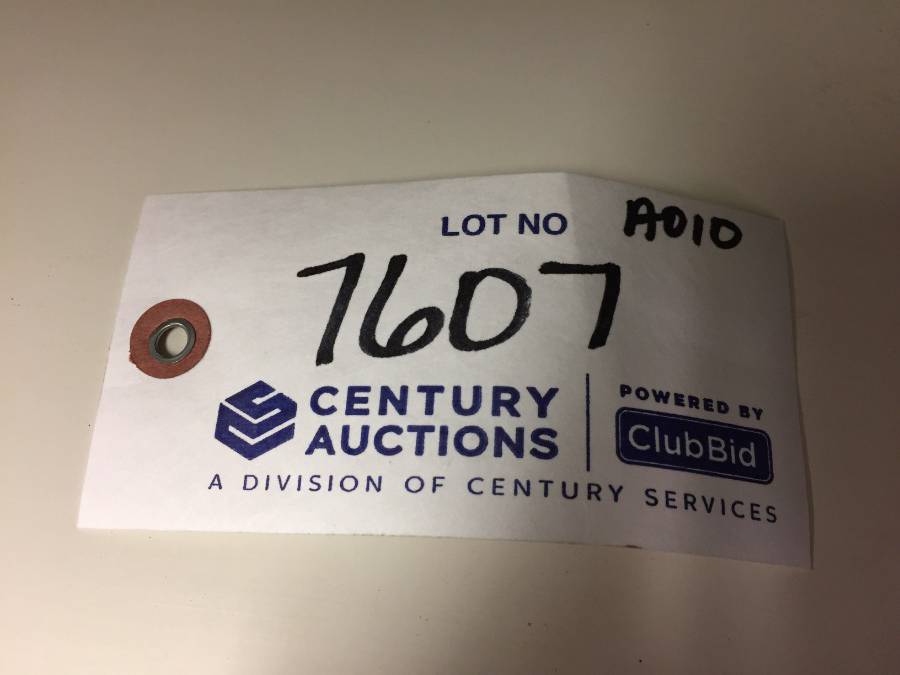 LOT NO A010
7607
CENTURY AUCTIONS
POWERED BY ClubBid
A DIVISION OF CENTURY SERVICES